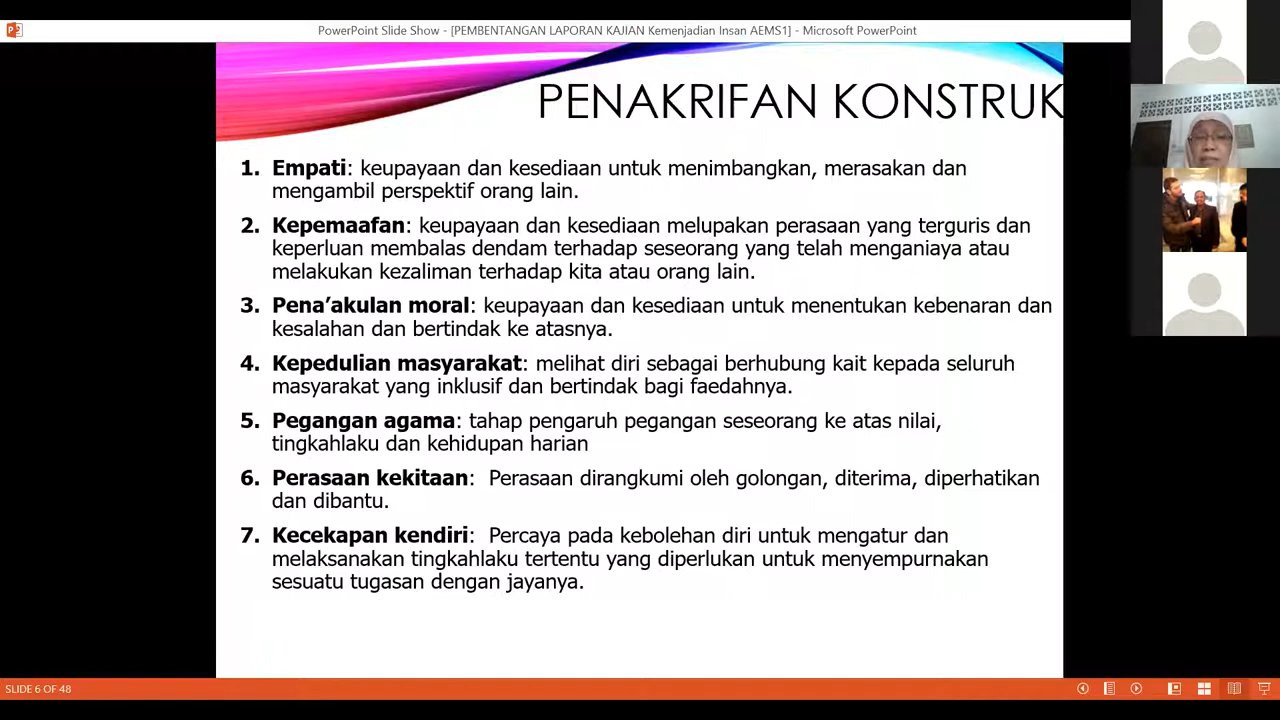 PowerPoint Slide Show - [PEMBENTANGAN LAPORAN KAJIAN Kemenjadian Insan AEMS1] - Microsoft PowerPoint
PENAKRIFAN KONSTRUK
1. Empati: keupayaan dan kesediaan untuk menimbangkan, merasakan dan
mengambil perspektif orang lain.
2. Kepemaafan: keupayaan dan kesediaan melupakan perasaan yang terguris dan
keperluan membalas dendam terhadap seseorang yang telah menganiaya atau
melakukan kezaliman terhadap kita atau orang lain.
3. Pena’akulan moral: keupayaan dan kesediaan untuk menentukan kebenaran dan
kesalahan dan bertindak ke atasnya.
4. Kepedulian masyarakat: melihat diri sebagai berhubung kait kepada seluruh
masyarakat yang inklusif dan bertindak bagi faedahnya.
5. Pegangan agama: tahap pengaruh pegangan seseorang ke atas nilai,
tingkahlaku dan kehidupan harian
6. Perasaan kekitaan: Perasaan dirangkumi oleh golongan, diterima, diperhatikan
dan dibantu.
7. Kecekapan kendiri: Percaya pada kebolehan diri untuk mengatur dan
melaksanakan tingkahlaku tertentu yang diperlukan untuk menyempurnakan
sesuatu tugasan dengan jayanya.
SLIDE 6 OF 48